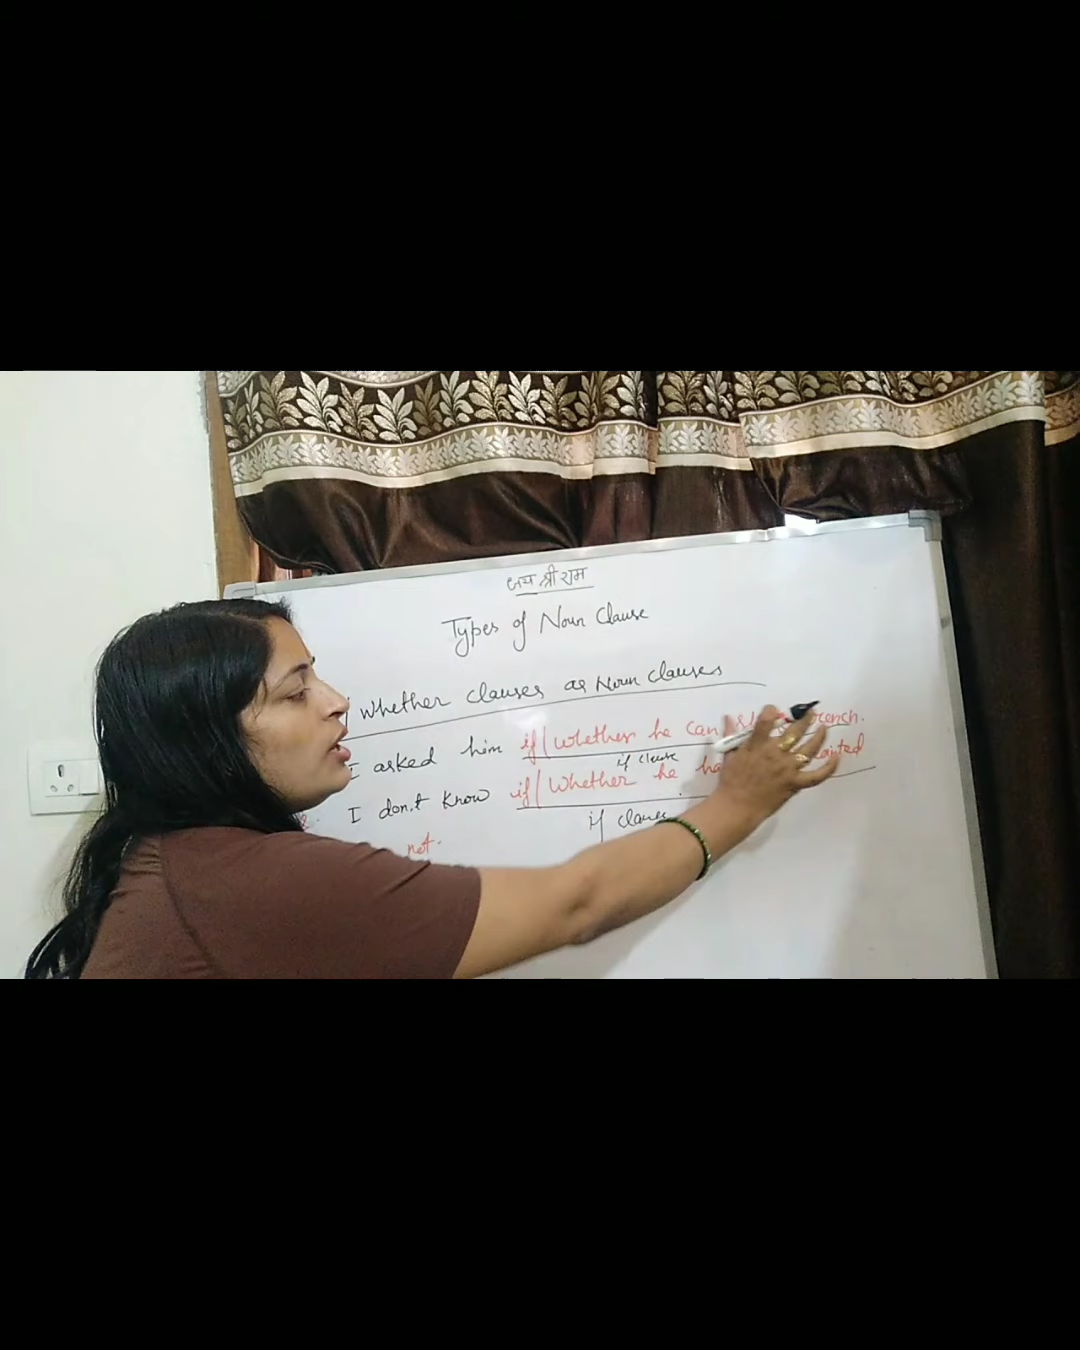 जय श्री राम
Types of Noun Clause
whether clauses as Noun clauses
I asked him if/whether he can French.
if clause
I don't know if/Whether he
if clause
not.